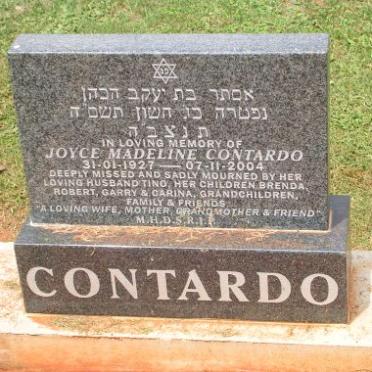 אסתר בת יעקב הכהן
נפטרה כג. חשון תשס"ה
ת נ צ ב ה
IN LOVING MEMORY OF
JOYCE MADELINE CONTARDO
31-01-1927 — 07-11-2004
DEEPLY MISSED AND SADLY MOURNED BY HER
LOVING HUSBAND TINO, HER CHILDREN BRENDA,
ROBERT, GARRY & CARINA, GRANDCHILDREN,
FAMILY & FRIENDS
"A LOVING WIFE, MOTHER, GRANDMOTHER & FRIEND"
M.H.D.S.R.I.P.
CONTARDO